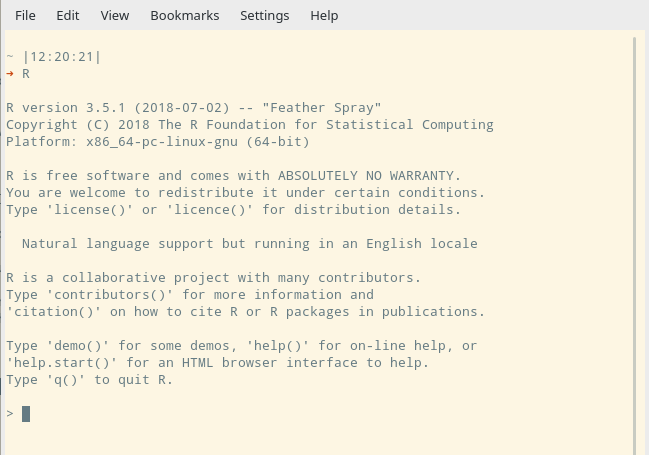 File Edit View Bookmarks Settings Help
~ |12:20:21|
→ R
R version 3.5.1 (2018-07-02) -- "Feather Spray"
Copyright (C) 2018 The R Foundation for Statistical Computing
Platform: x86_64-pc-linux-gnu (64-bit)
R is free software and comes with ABSOLUTELY NO WARRANTY.
You are welcome to redistribute it under certain conditions.
Type 'license()' or 'licence()' for distribution details.
Natural language support but running in an English locale
R is a collaborative project with many contributors.
Type 'contributors()' for more information and
'citation()' on how to cite R or R packages in publications.
Type 'demo()' for some demos, 'help()' for on-line help, or
'help.start()' for an HTML browser interface to help.
Type 'q()' to quit R.
>